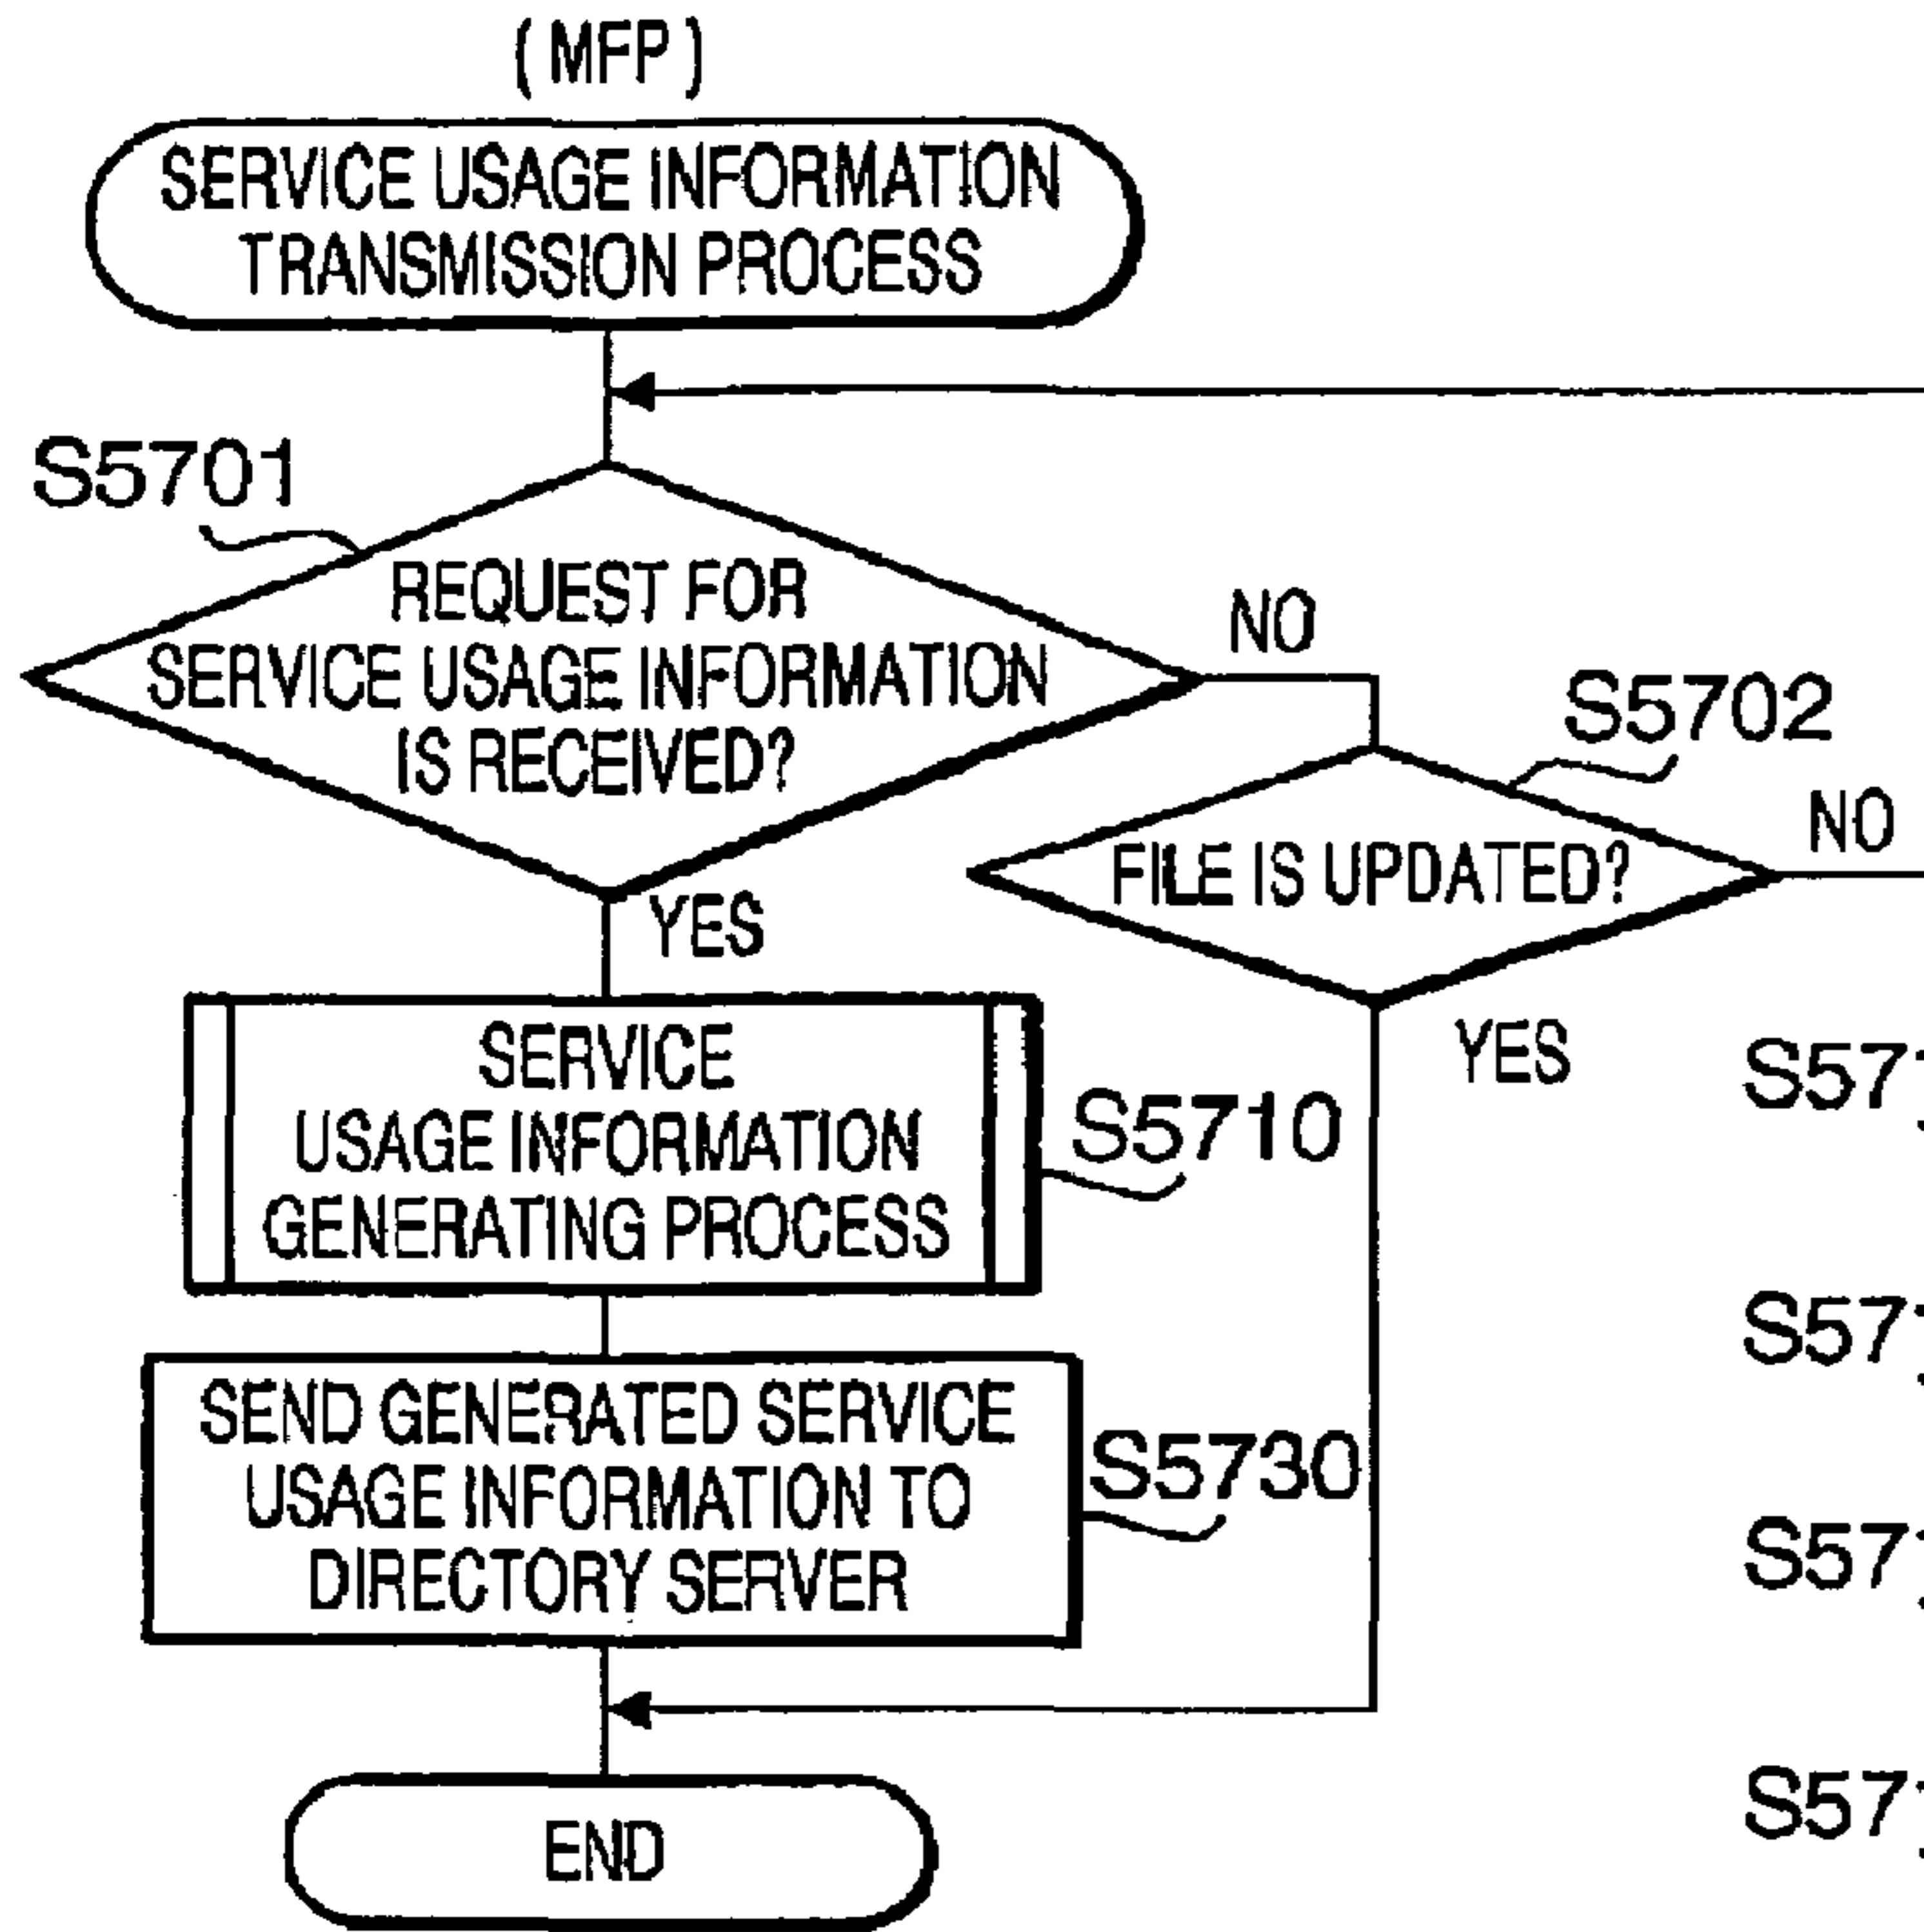 (MFP)
SERVICE USAGE INFORMATION
TRANSMISSION PROCESS
S5701
REQUEST FOR
SERVICE USAGE INFORMATION
IS RECEIVED?
NO
S5702
FILE IS UPDATED?
NO
YES
YES
SERVICE
USAGE INFORMATION
GENERATING PROCESS
S5710
SEND GENERATED SERVICE
USAGE INFORMATION TO
DIRECTORY SERVER
S5730
END